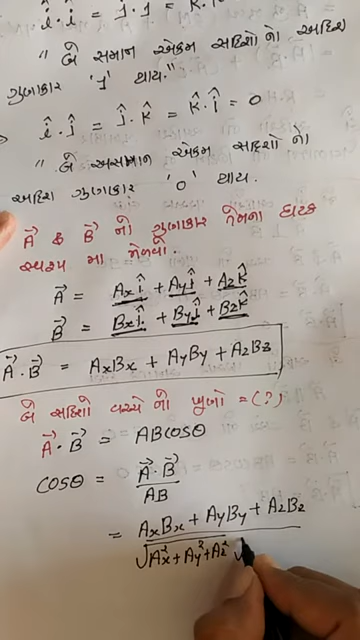 î . î = ĵ . ĵ = k̂ .
" બે સમાન એકમ સદિશોનો અદિશ
ગુણાકાર '1' થાય."
î . ĵ = ĵ . k̂ = k̂ . î = 0
" બે અસમાન એકમ સદિશોનો
અદિશ ગુણાકાર '0' થાય.
A⃗ & B⃗ નો ગુણાકાર તેમના ઘટક
સ્વરૂપ માં મેળવો.
A⃗ = Axî + Ayĵ + Azk̂
B⃗ = Bxî + Byĵ + Bzk̂
A⃗ . B⃗ = AxBx + AyBy + AzBz
બે સદિશો વચ્ચે નો ખુણો = (?)
A⃗ . B⃗ = ABcosθ
cosθ = A⃗ . B⃗
AB
= AxBx + AyBy + AzBz
√Ax² + Ay² + Az² √